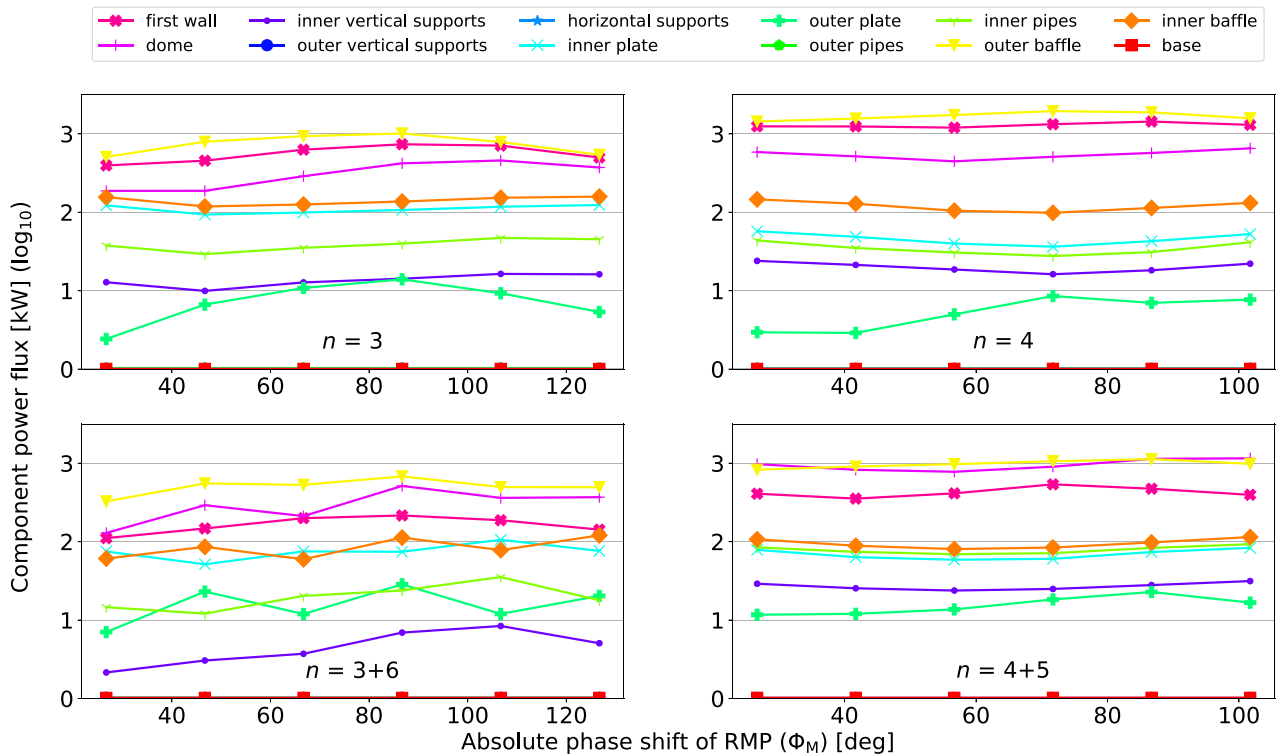 first wall inner vertical supports horizontal supports outer plate inner pipes inner baffle
dome outer vertical supports inner plate outer pipes outer baffle base
Component power flux [kW] (log₁₀)
3
2
1
0
n = 3
40 60 80 100 120
3
2
1
0
n = 4
40 60 80 100
3
2
1
0
n = 3+6
40 60 80 100 120
3
2
1
0
n = 4+5
40 60 80 100
Absolute phase shift of RMP (Φ_M) [deg]